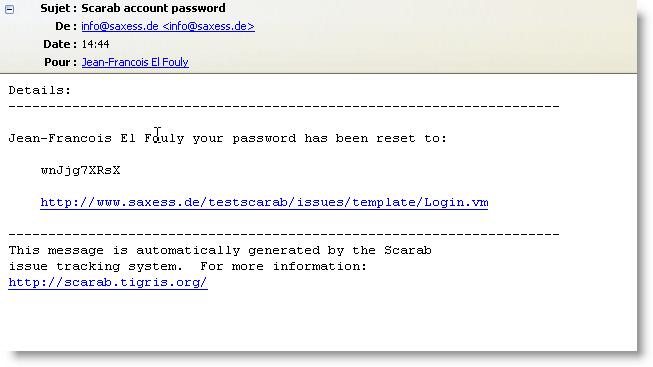 Sujet : Scarab account password
De : info@saxess.de <info@saxess.de>
Date : 14:44
Pour : Jean-Francois El Fouly
Details:
---------------------------------------------------------------------
Jean-Francois El Fouly your password has been reset to:
wnJjg7XRsX
http://www.saxess.de/testscarab/issues/template/Login.vm
---------------------------------------------------------------------
This message is automatically generated by the Scarab
issue tracking system.  For more information:
http://scarab.tigris.org/